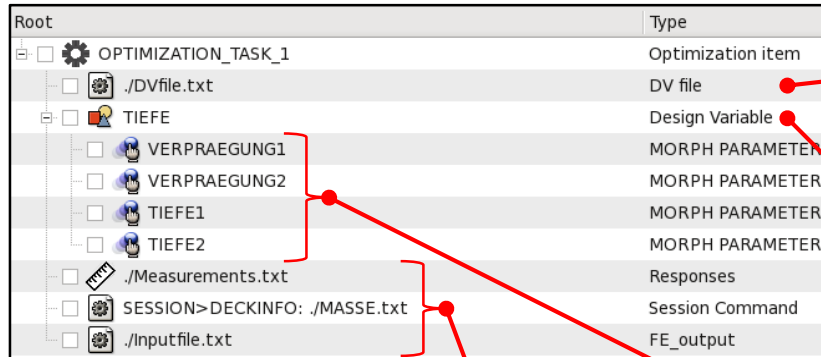 Root Type
OPTIMIZATION_TASK_1 Optimization item
./DVfile.txt DV file
TIEFE Design Variable
VERPRAEGUNG1 MORPH PARAMETER
VERPRAEGUNG2 MORPH PARAMETER
TIEFE1 MORPH PARAMETER
TIEFE2 MORPH PARAMETER
./Measurements.txt Responses
SESSION>DECKINFO: ./MASSE.txt Session Command
./Inputfile.txt FE_output